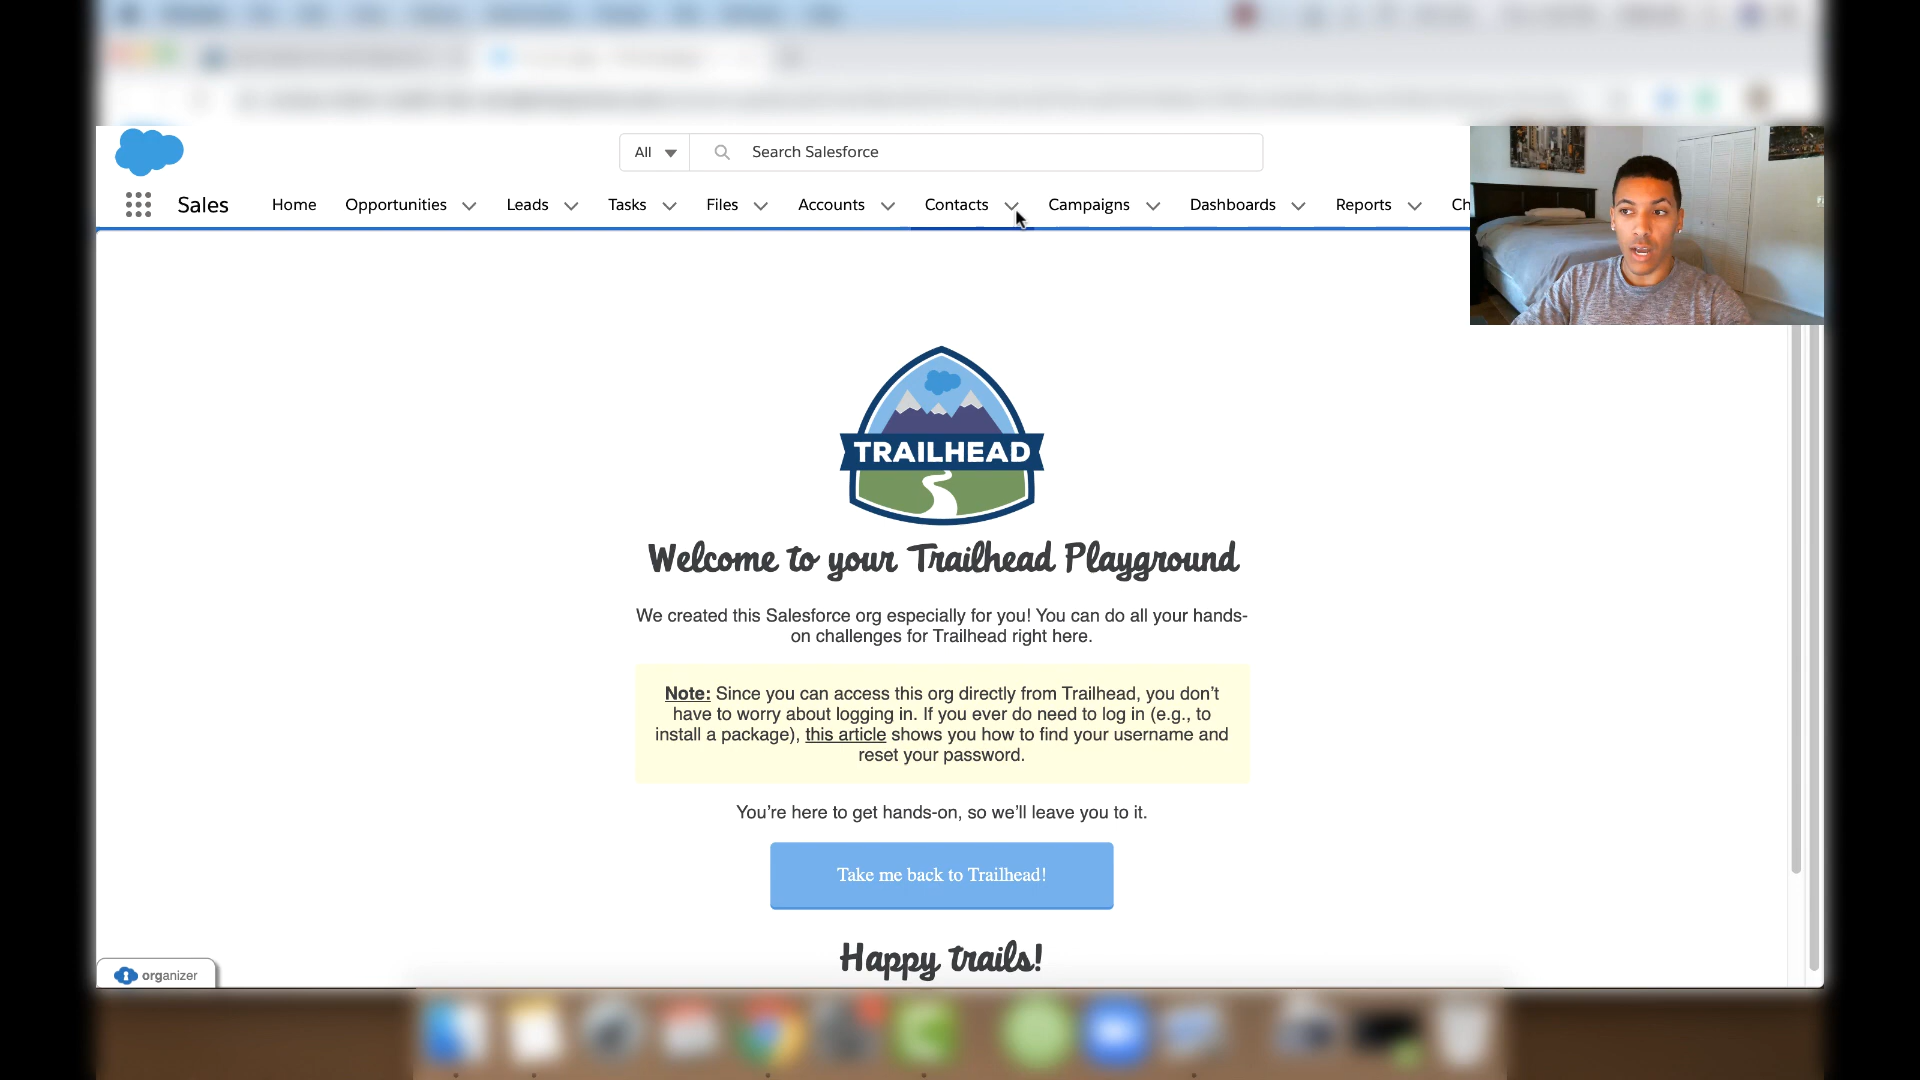 All
Search Salesforce
Sales Home Opportunities Leads Tasks Files Accounts Contacts Campaigns Dashboards Reports Ch
TRAILHEAD
Welcome to your Trailhead Playground
We created this Salesforce org especially for you! You can do all your hands-
on challenges for Trailhead right here.
Note: Since you can access this org directly from Trailhead, you don’t
have to worry about logging in. If you ever do need to log in (e.g., to
install a package), this article shows you how to find your username and
reset your password.
You’re here to get hands-on, so we’ll leave you to it.
Take me back to Trailhead!
Happy trails!
organizer